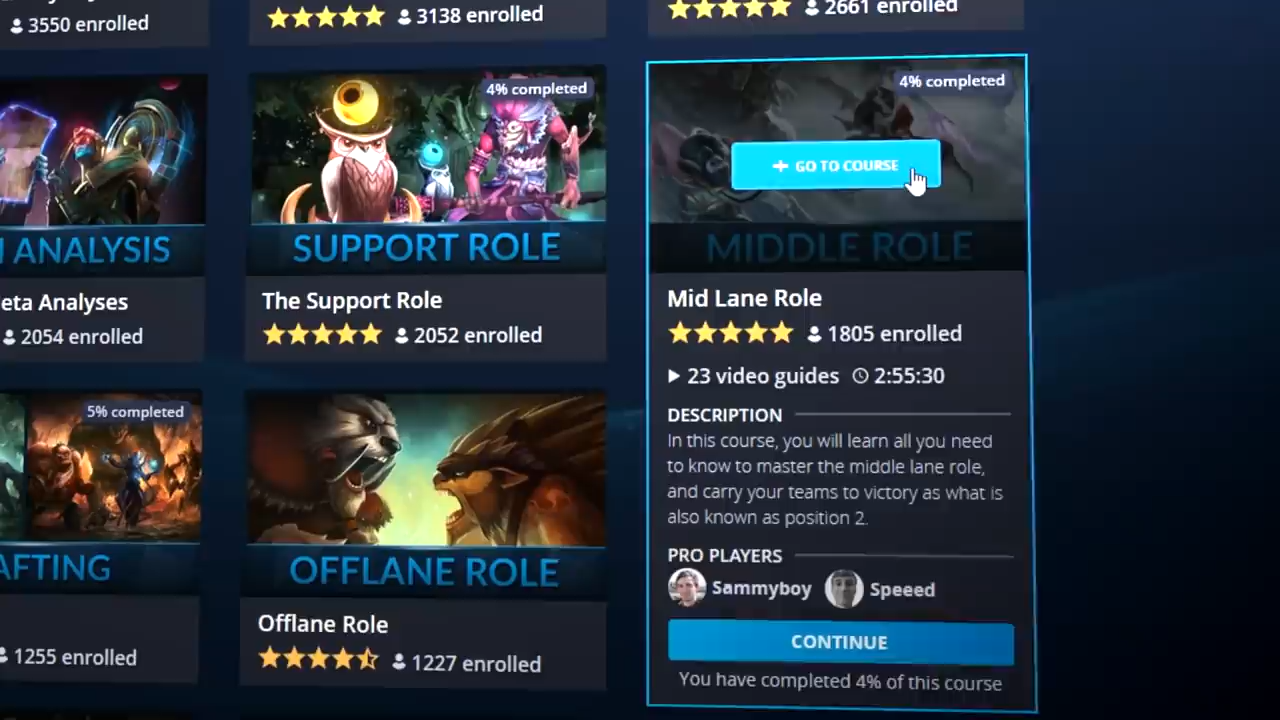 3550 enrolled
3138 enrolled
2661 enrolled
ANALYSIS
eta Analyses
2054 enrolled
4% completed
SUPPORT ROLE
The Support Role
2052 enrolled
4% completed
GO TO COURSE
MIDDLE ROLE
Mid Lane Role
1805 enrolled
23 video guides 2:55:30
DESCRIPTION
In this course, you will learn all you need
to know to master the middle lane role,
and carry your teams to victory as what is
also known as position 2.
PRO PLAYERS
Sammyboy Speeed
CONTINUE
You have completed 4% of this course
5% completed
AFTING
1255 enrolled
OFFLANE ROLE
Offlane Role
1227 enrolled